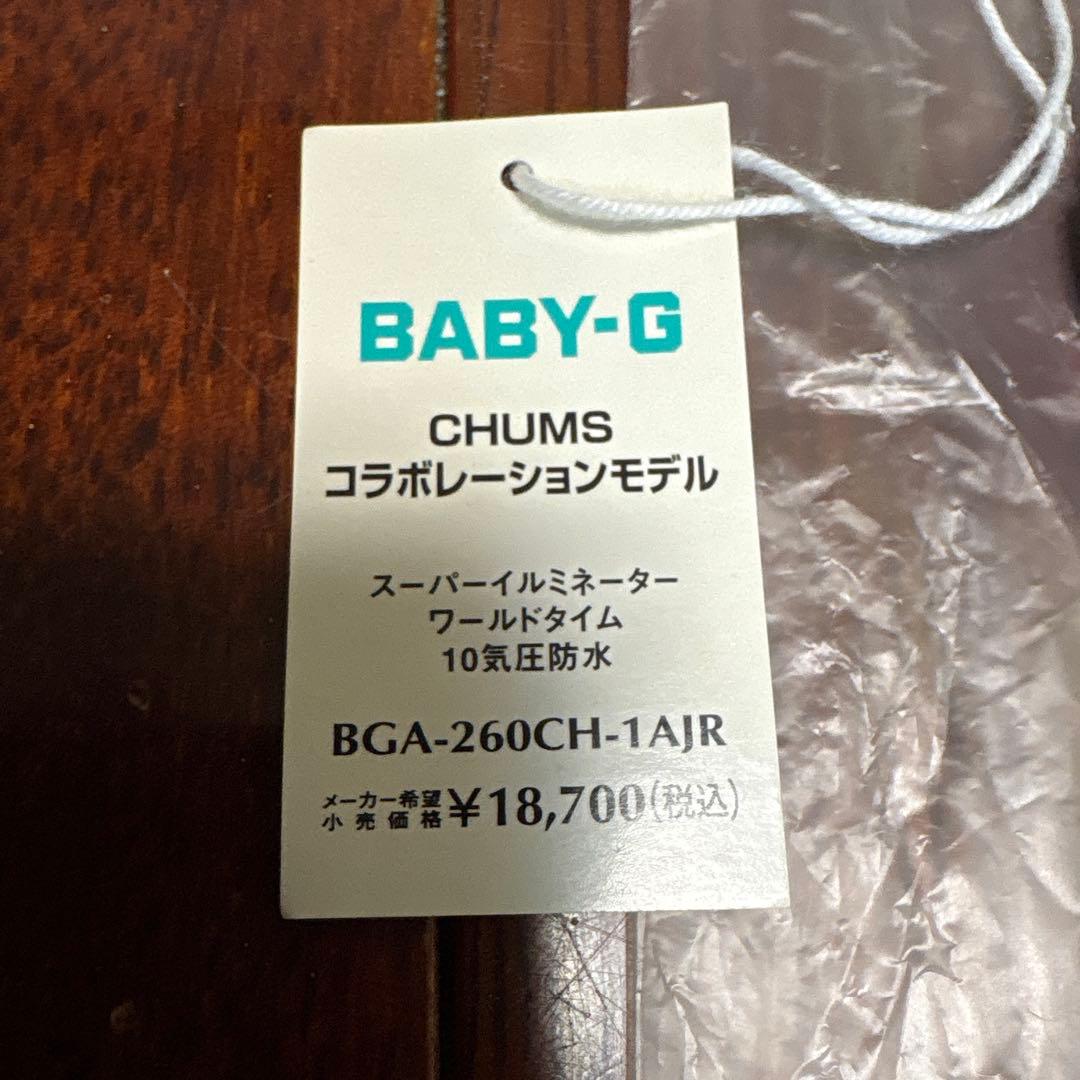 BABY-G
CHUMS
コラボレーションモデル
スーパーイルミネーター
ワールドタイム
10気圧防水
BGA-260CH-1AJR
メーカー希望
小売価格 ¥18,700(税込)